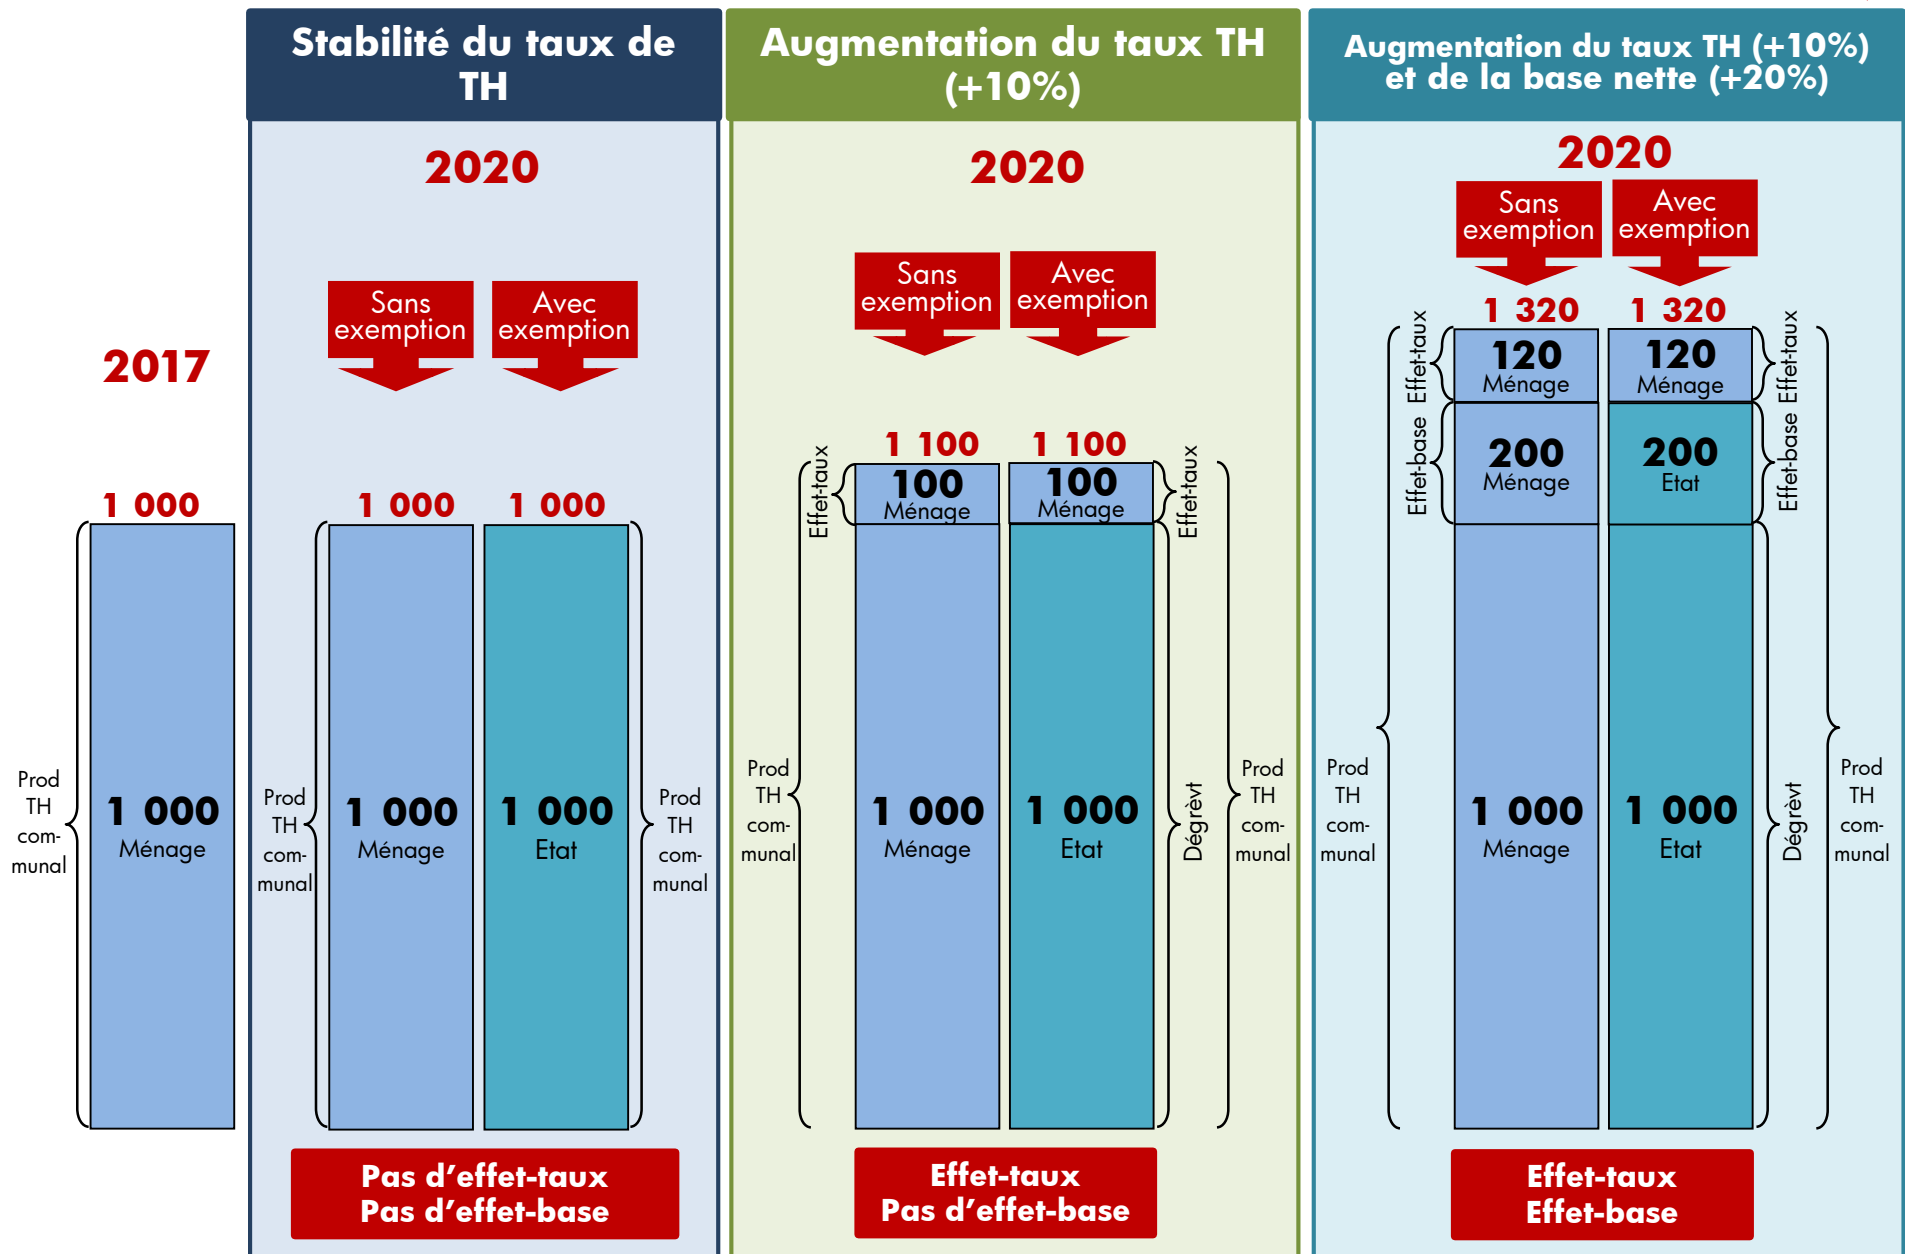 2017
1 000
Prod
TH
com-
munal
1 000
Ménage
Stabilité du taux de
TH
2020
Sans
exemption
Avec
exemption
1 000
1 000
Prod
TH
com-
munal
1 000
Ménage
1 000
Etat
Prod
TH
com-
munal
Pas d’effet-taux
Pas d’effet-base
Augmentation du taux TH
(+10%)
2020
Sans
exemption
Avec
exemption
1 100
1 100
Effet-taux
100
Ménage
100
Ménage
Effet-taux
Prod
TH
com-
munal
1 000
Ménage
1 000
Etat
Dégrèvt
Prod
TH
com-
munal
Effet-taux
Pas d’effet-base
Augmentation du taux TH (+10%)
et de la base nette (+20%)
2020
Sans
exemption
Avec
exemption
1 320
1 320
Effet-taux
120
Ménage
120
Ménage
Effet-taux
Effet-base
200
Ménage
200
Etat
Effet-base
Prod
TH
com-
munal
1 000
Ménage
1 000
Etat
Dégrèvt
Prod
TH
com-
munal
Effet-taux
Effet-base